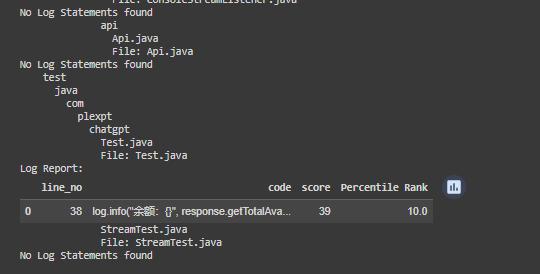 File: ConsoleStreamListener.java
No Log Statements found
api
Api.java
File: Api.java
No Log Statements found
test
java
com
plexpt
chatgpt
Test.java
File: Test.java
Log Report:
line_no code score Percentile Rank
0 38 log.info("余額: {}", response.getTotalAva... 39 10.0
StreamTest.java
File: StreamTest.java
No Log Statements found